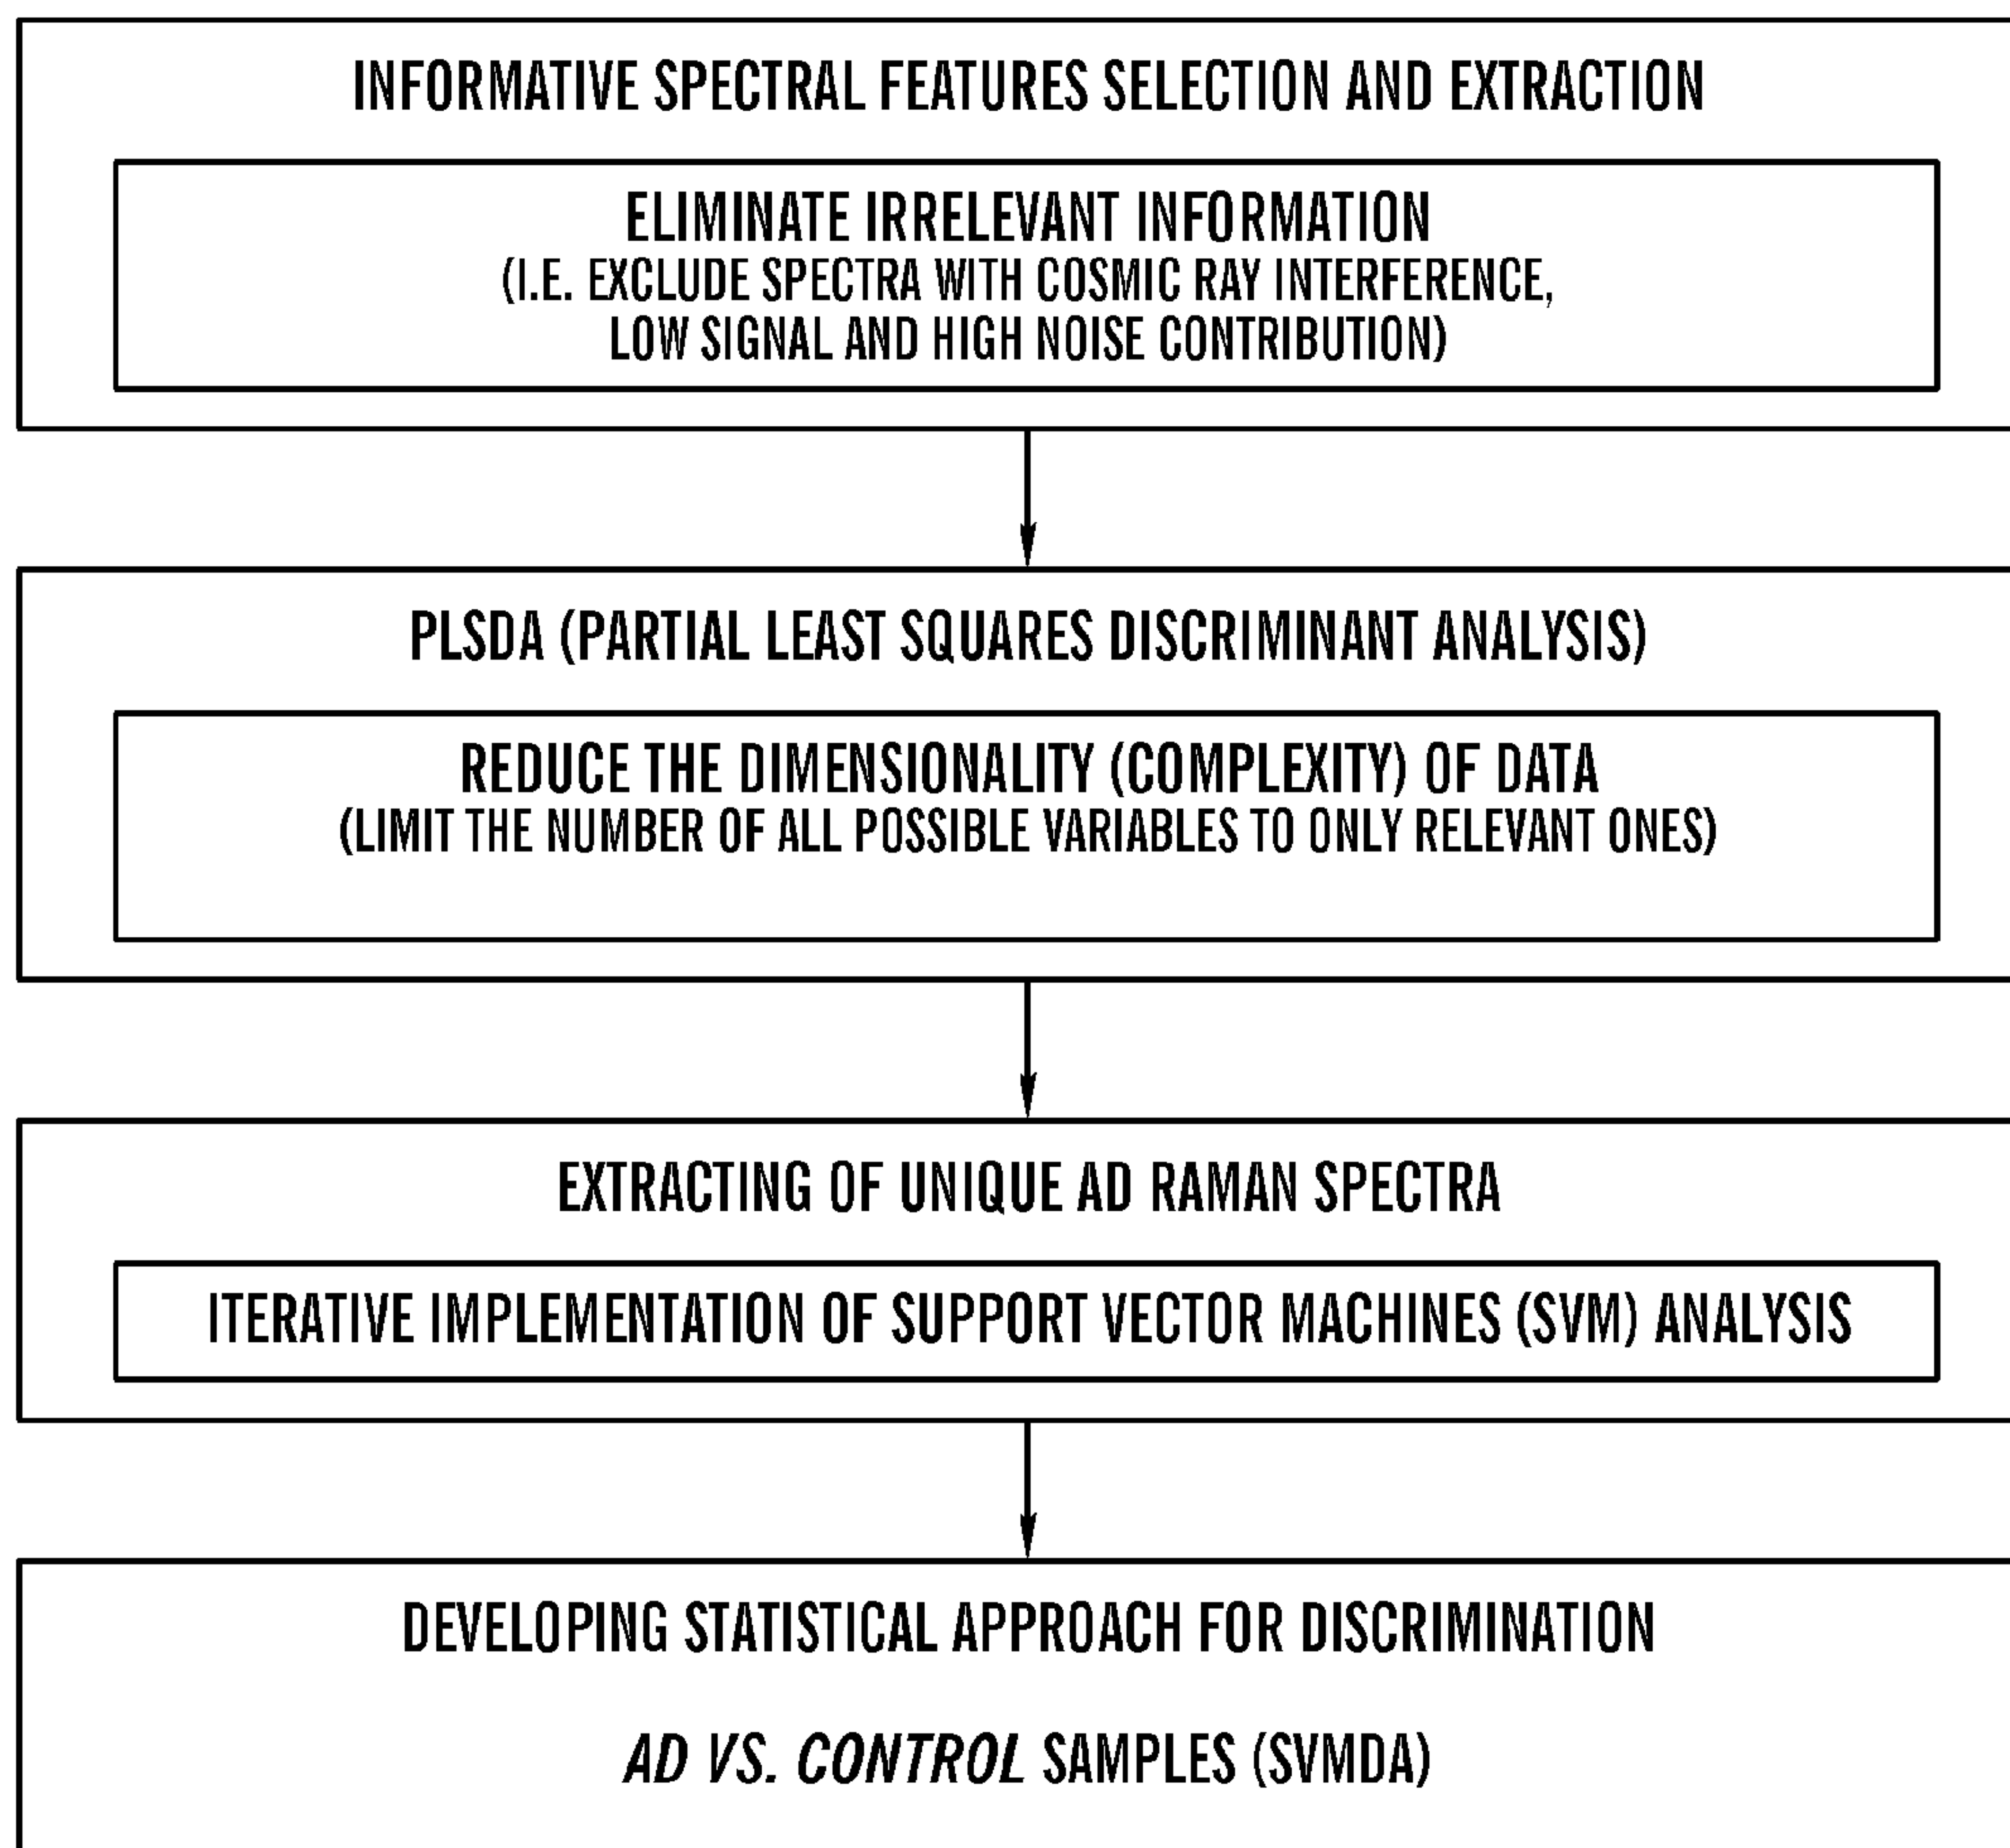 INFORMATIVE SPECTRAL FEATURES SELECTION AND EXTRACTION
ELIMINATE IRRELEVANT INFORMATION
(I.E. EXCLUDE SPECTRA WITH COSMIC RAY INTERFERENCE,
LOW SIGNAL AND HIGH NOISE CONTRIBUTION)
PLSDA (PARTIAL LEAST SQUARES DISCRIMINANT ANALYSIS)
REDUCE THE DIMENSIONALITY (COMPLEXITY) OF DATA
(LIMIT THE NUMBER OF ALL POSSIBLE VARIABLES TO ONLY RELEVANT ONES)
EXTRACTING OF UNIQUE AD RAMAN SPECTRA
ITERATIVE IMPLEMENTATION OF SUPPORT VECTOR MACHINES (SVM) ANALYSIS
DEVELOPING STATISTICAL APPROACH FOR DISCRIMINATION
AD VS. CONTROL SAMPLES (SVMDA)